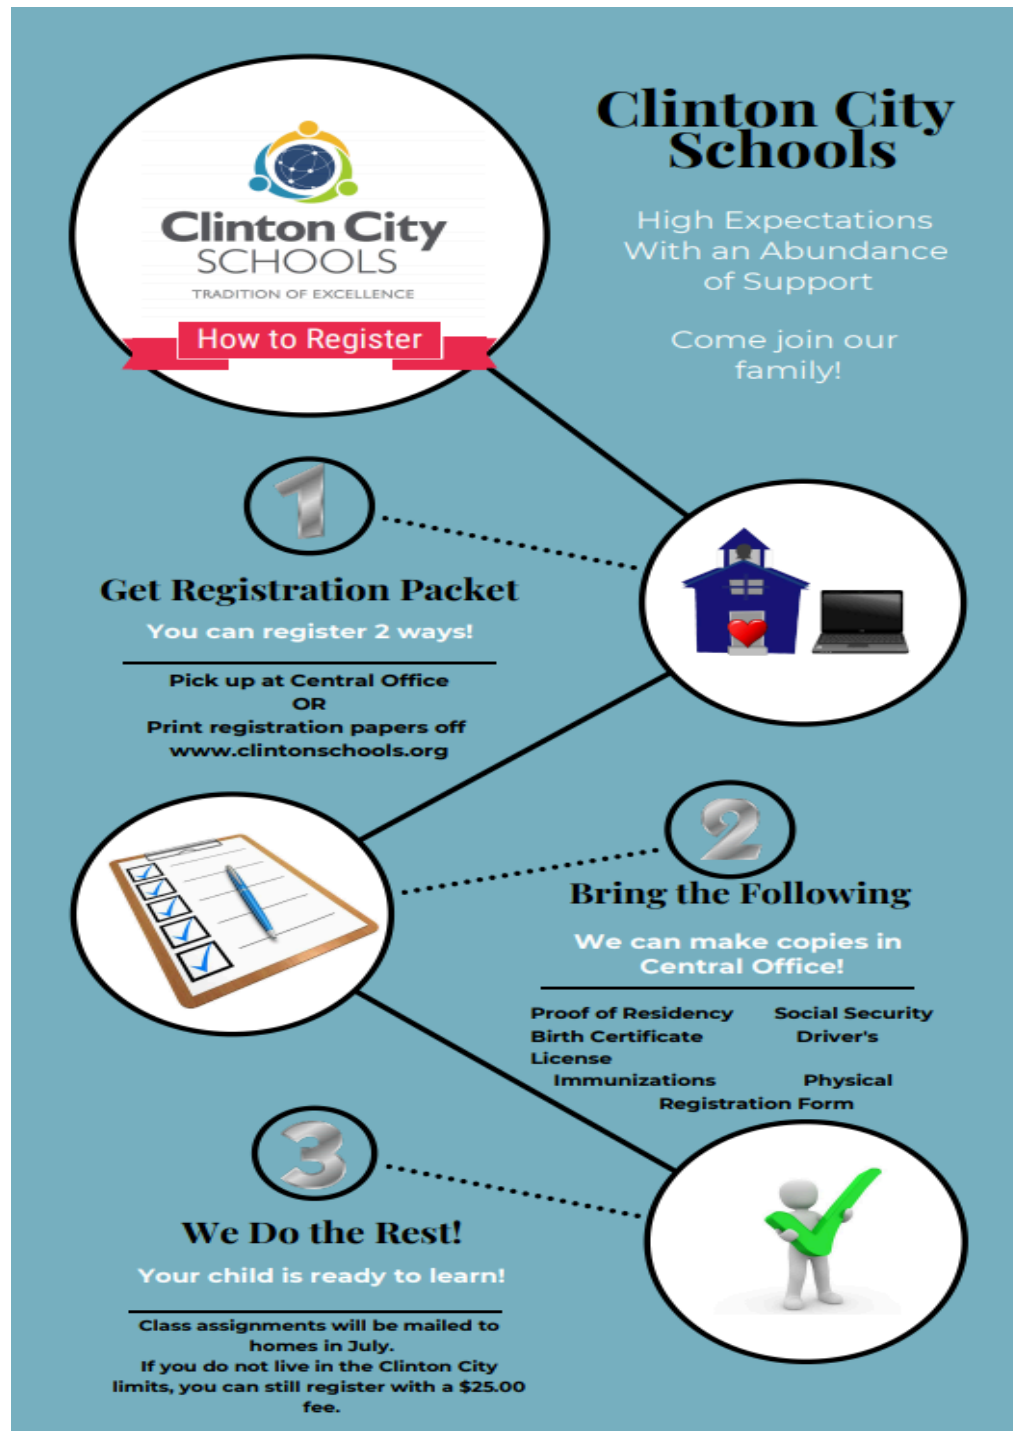 Clinton City
SCHOOLS
TRADITION OF EXCELLENCE
How to Register
Clinton City
Schools
High Expectations
With an Abundance
of Support
Come join our
family!
1
Get Registration Packet
You can register 2 ways!
Pick up at Central Office
OR
Print registration papers off
www.clintonschools.org
2
Bring the Following
We can make copies in
Central Office!
Proof of Residency Social Security
Birth Certificate Driver's
License
Immunizations Physical
Registration Form
3
We Do the Rest!
Your child is ready to learn!
Class assignments will be mailed to
homes in July.
If you do not live in the Clinton City
limits, you can still register with a $25.00
fee.